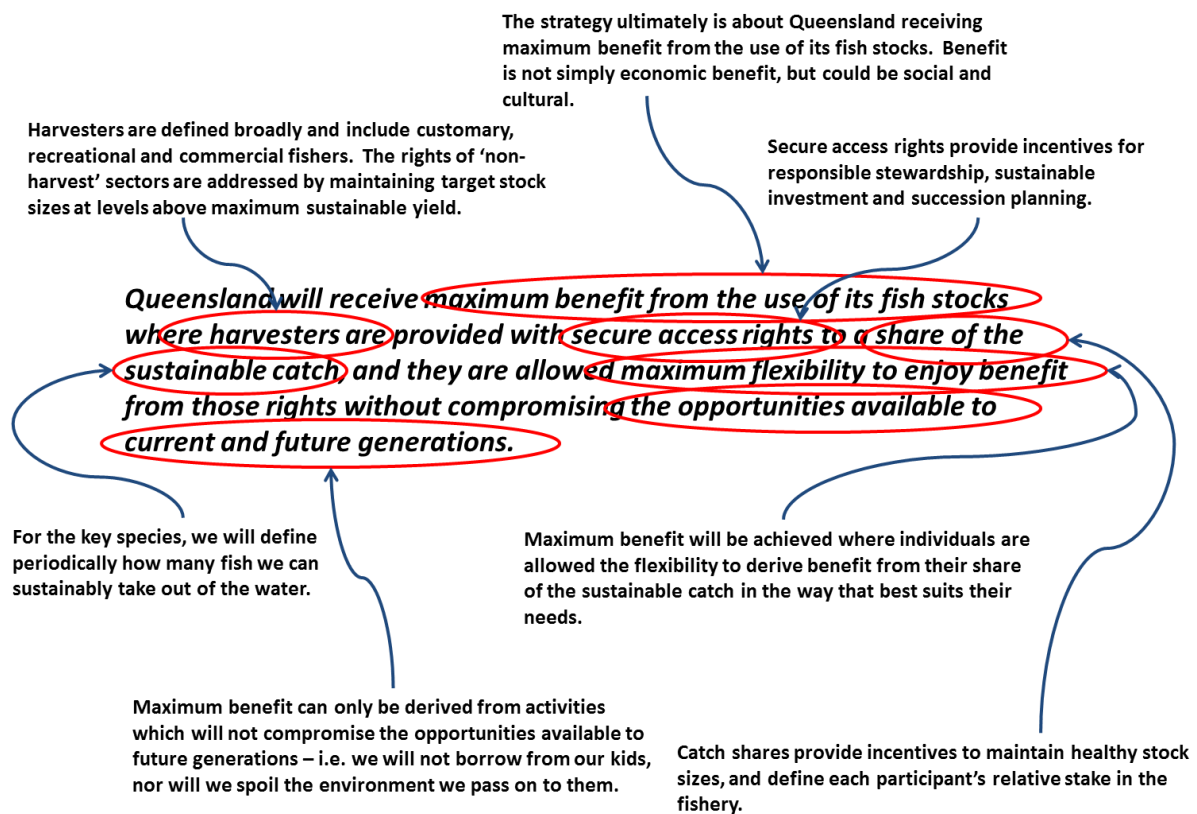 The strategy ultimately is about Queensland receiving
maximum benefit from the use of its fish stocks.  Benefit
is not simply economic benefit, but could be social and
cultural.
Harvesters are defined broadly and include customary,
recreational and commercial fishers.  The rights of ‘non-
harvest’ sectors are addressed by maintaining target stock
sizes at levels above maximum sustainable yield.
Secure access rights provide incentives for
responsible stewardship, sustainable
investment and succession planning.
Queensland will receive maximum benefit from the use of its fish stocks
where harvesters are provided with secure access rights to a share of the
sustainable catch, and they are allowed maximum flexibility to enjoy benefit
from those rights without compromising the opportunities available to
current and future generations.
For the key species, we will define
periodically how many fish we can
sustainably take out of the water.
Maximum benefit will be achieved where individuals are
allowed the flexibility to derive benefit from their share
of the sustainable catch in the way that best suits their
needs.
Maximum benefit can only be derived from activities
which will not compromise the opportunities available to
future generations – i.e. we will not borrow from our kids,
nor will we spoil the environment we pass on to them.
Catch shares provide incentives to maintain healthy stock
sizes, and define each participant’s relative stake in the
fishery.